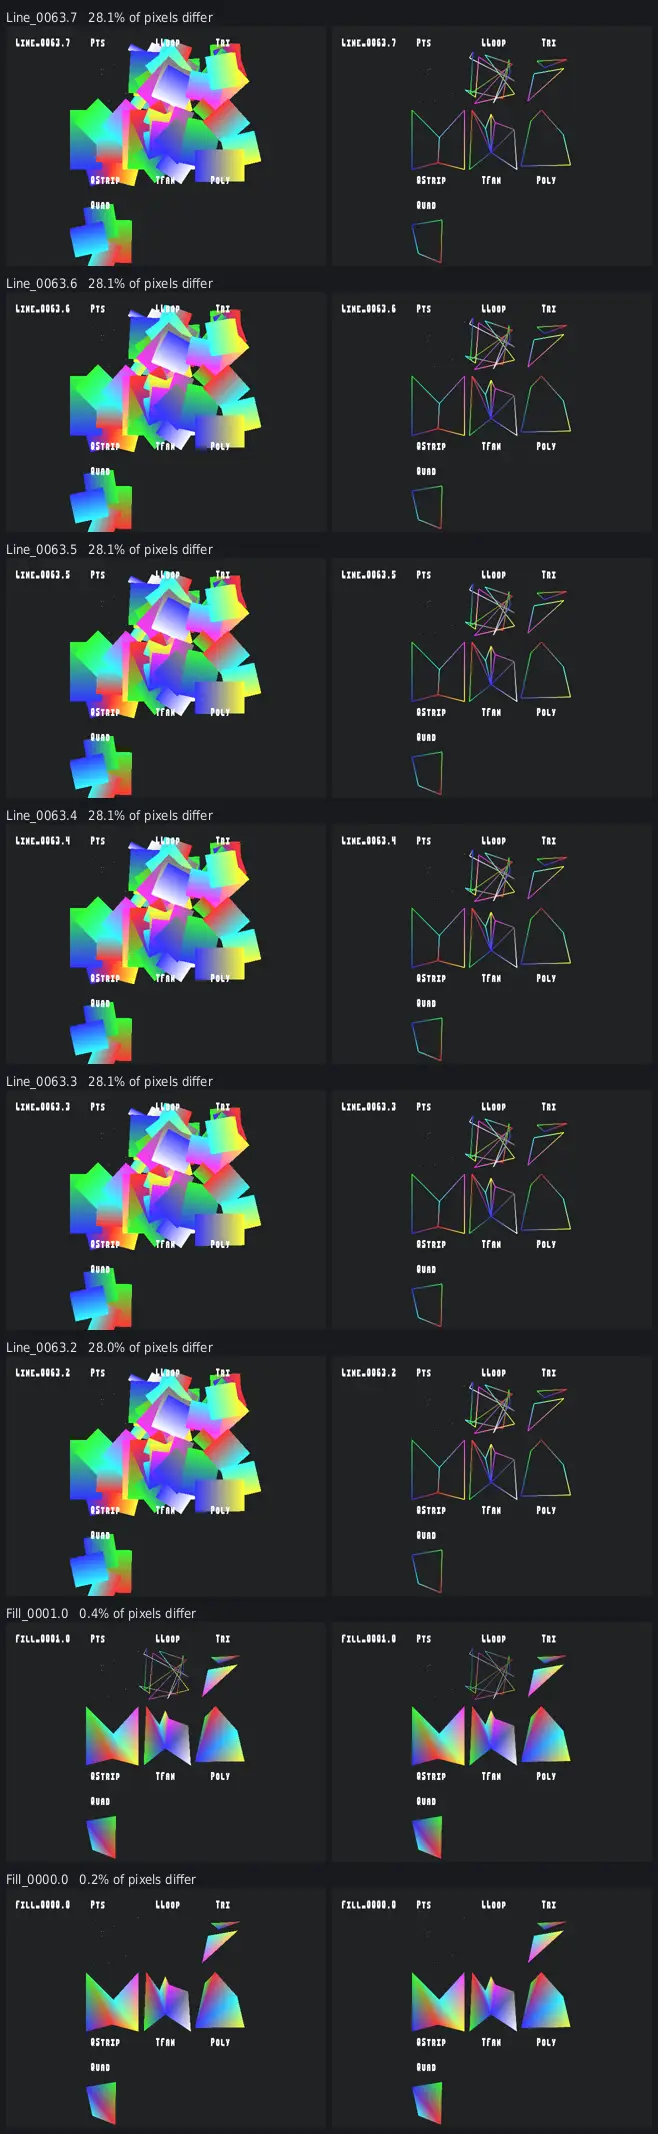 Line_0063.7 28.1% of pixels differ
LINE_0063.7 PTS LLOOP TRI LINE_0063.7 PTS LLOOP TRI
QSTRIP TFAN POLY QSTRIP TFAN POLY
QUAD QUAD
Line_0063.6 28.1% of pixels differ
LINE_0063.6 PTS LLOOP TRI LINE_0063.6 PTS LLOOP TRI
QSTRIP TFAN POLY QSTRIP TFAN POLY
QUAD QUAD
Line_0063.5 28.1% of pixels differ
LINE_0063.5 PTS LLOOP TRI LINE_0063.5 PTS LLOOP TRI
QSTRIP TFAN POLY QSTRIP TFAN POLY
QUAD QUAD
Line_0063.4 28.1% of pixels differ
LINE_0063.4 PTS LLOOP TRI LINE_0063.4 PTS LLOOP TRI
QSTRIP TFAN POLY QSTRIP TFAN POLY
QUAD QUAD
Line_0063.3 28.1% of pixels differ
LINE_0063.3 PTS LLOOP TRI LINE_0063.3 PTS LLOOP TRI
QSTRIP TFAN POLY QSTRIP TFAN POLY
QUAD QUAD
Line_0063.2 28.0% of pixels differ
LINE_0063.2 PTS LLOOP TRI LINE_0063.2 PTS LLOOP TRI
QSTRIP TFAN POLY QSTRIP TFAN POLY
QUAD QUAD
Fill_0001.0 0.4% of pixels differ
FILL_0001.0 PTS LLOOP TRI FILL_0001.0 PTS LLOOP TRI
QSTRIP TFAN POLY QSTRIP TFAN POLY
QUAD QUAD
Fill_0000.0 0.2% of pixels differ
FILL_0000.0 PTS LLOOP TRI FILL_0000.0 PTS LLOOP TRI
QSTRIP TFAN POLY QSTRIP TFAN POLY
QUAD QUAD